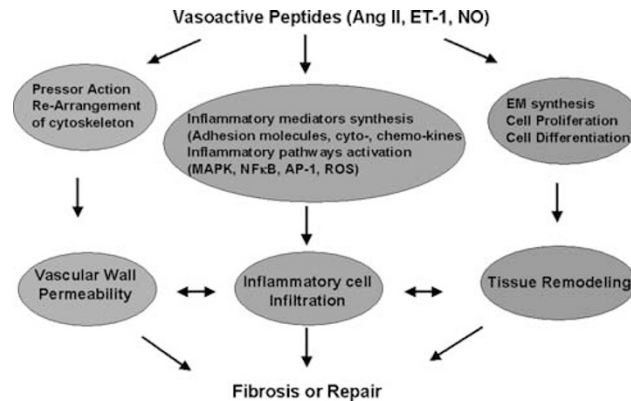 Vasoactive Peptides (Ang II, ET-1, NO)
Pressor Action
Re-Arrangement
of cytoskeleton
Inflammatory mediators synthesis
(Adhesion molecules, cyto-, chemo-kines
Inflammatory pathways activation
(MAPK, NFκB, AP-1, ROS)
EM synthesis
Cell Proliferation
Cell Differentiation
Vascular Wall
Permeability
Inflammatory cell
Infiltration
Tissue Remodeling
Fibrosis or Repair